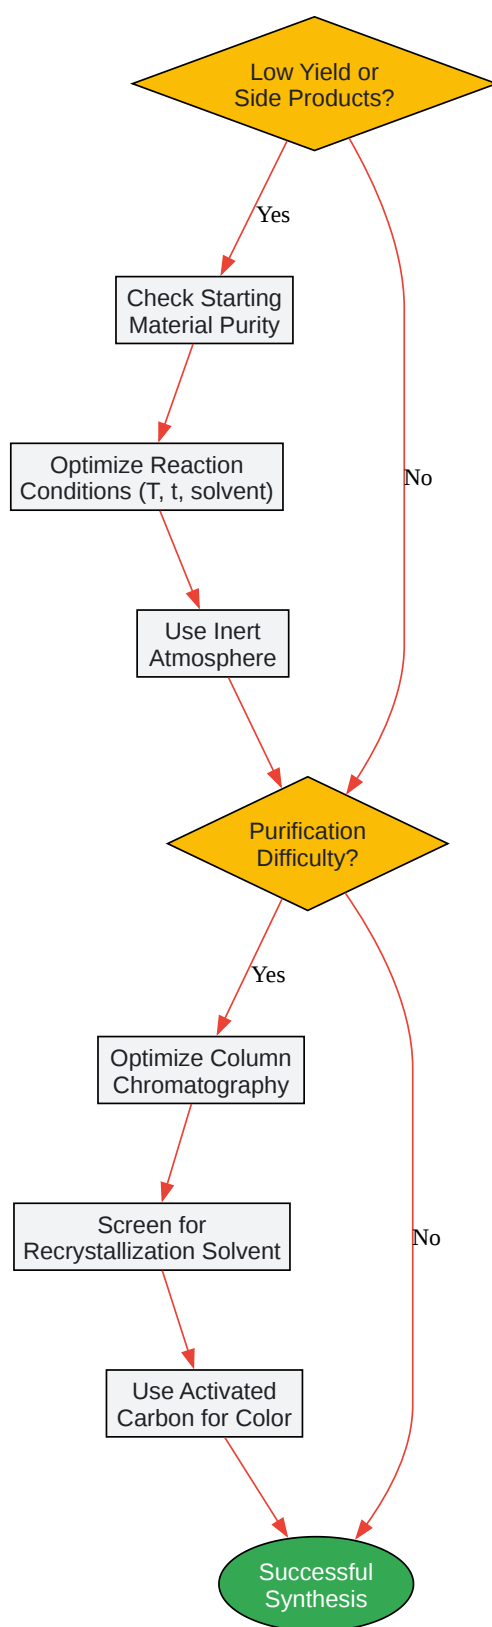 Low Yield or
Side Products?
Yes
Check Starting
Material Purity
Optimize Reaction
Conditions (T, t, solvent)
No
Use Inert
Atmosphere
Purification
Difficulty?
Yes
Optimize Column
Chromatography
Screen for
Recrystallization Solvent
No
Use Activated
Carbon for Color
Successful
Synthesis